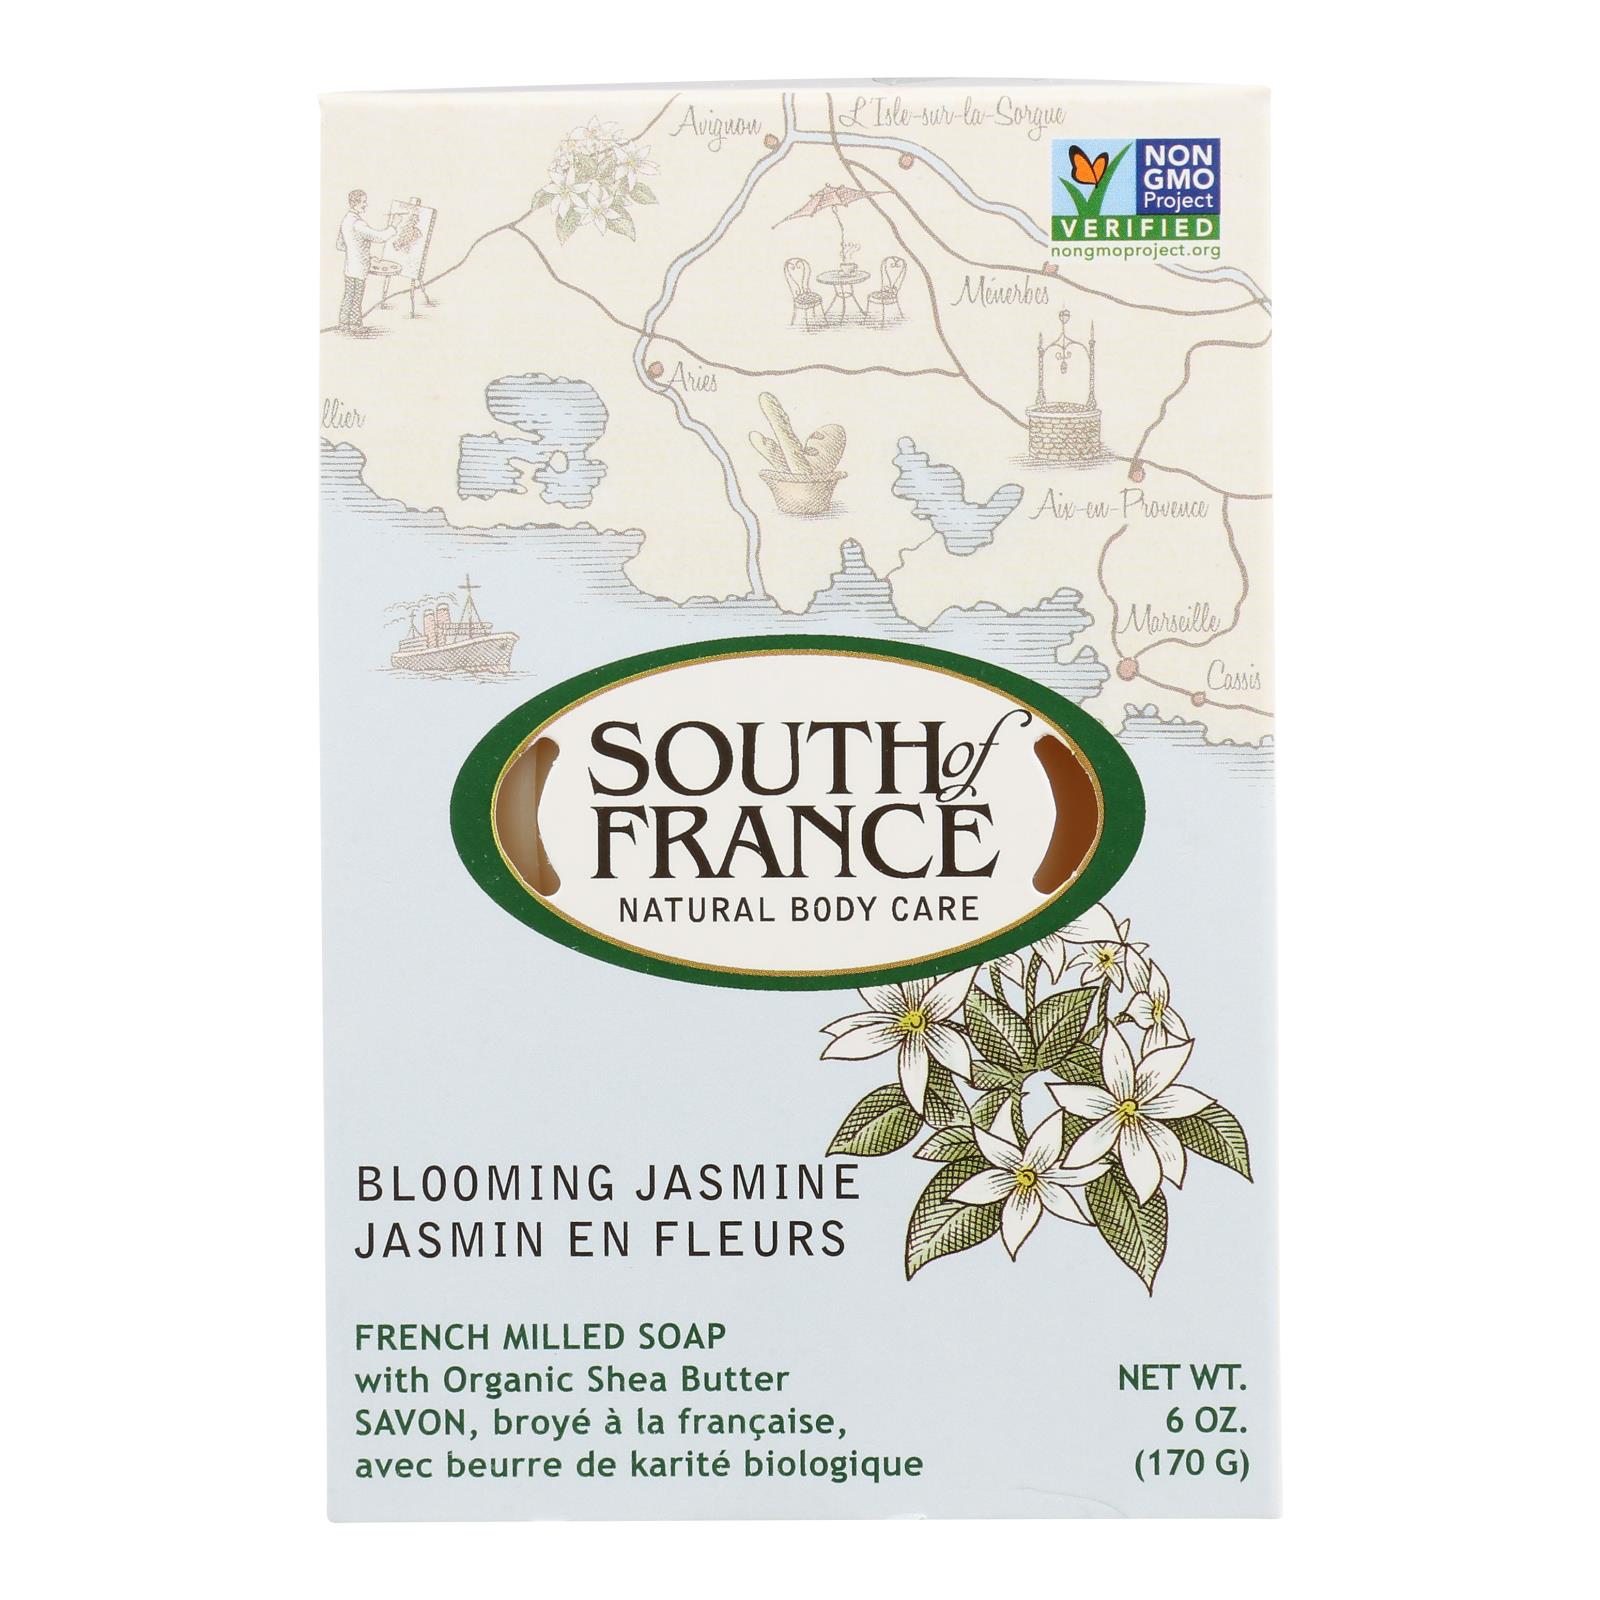 Avignon
L'Isle-sur-la-Sorgue
NON
GMO
Project
VERIFIED
nongmoproject.org
Ménerbes
Aries
llier
Aix-en-Provence
Marseille
Cassis
SOUTH of
FRANCE
NATURAL BODY CARE
BLOOMING JASMINE
JASMIN EN FLEURS
FRENCH MILLED SOAP
with Organic Shea Butter
SAVON, broyé à la française,
avec beurre de karité biologique
NET WT.
6 OZ.
(170 G)